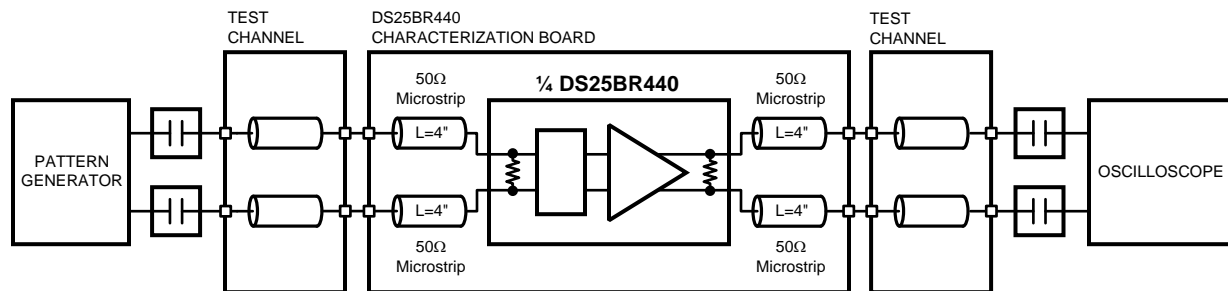 TEST
CHANNEL
DS25BR440
CHARACTERIZATION BOARD
TEST
CHANNEL
50Ω
Microstrip
¼ DS25BR440
50Ω
Microstrip
L=4"
L=4"
PATTERN
GENERATOR
OSCILLOSCOPE
L=4"
L=4"
50Ω
Microstrip
50Ω
Microstrip